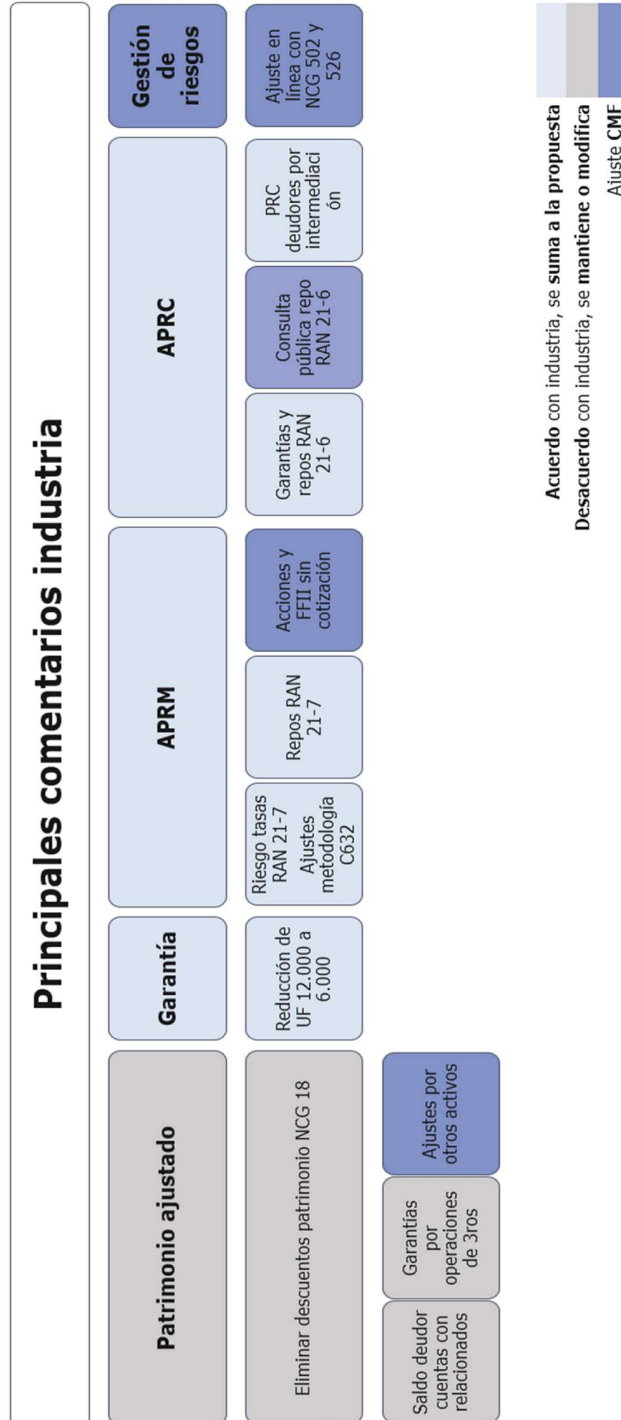 Principales comentarios industria
Patrimonio ajustado
Garantía
APRM
APRC
Gestión
de
riesgos
Eliminar descuentos patrimonio NCG 18
Reducción de
UF 12.000 a
6.000
Riesgo tasas
RAN 21-7
Ajustes
metodología
C632
Repos RAN
21-7
Acciones y
FFII sin
cotización
Garantías y
repos RAN
21-6
Consulta
pública repo
RAN 21-6
PRC
deudores por
intermediaci
ón
Ajuste en
línea con
NCG 502 y
526
Saldo deudor
cuentas con
relacionados
Garantías
por
operaciones
de 3ros
Ajustes por
otros activos
Acuerdo con industria, se suma a la propuesta
Desacuerdo con industria, se mantiene o modifica
Ajuste CMF